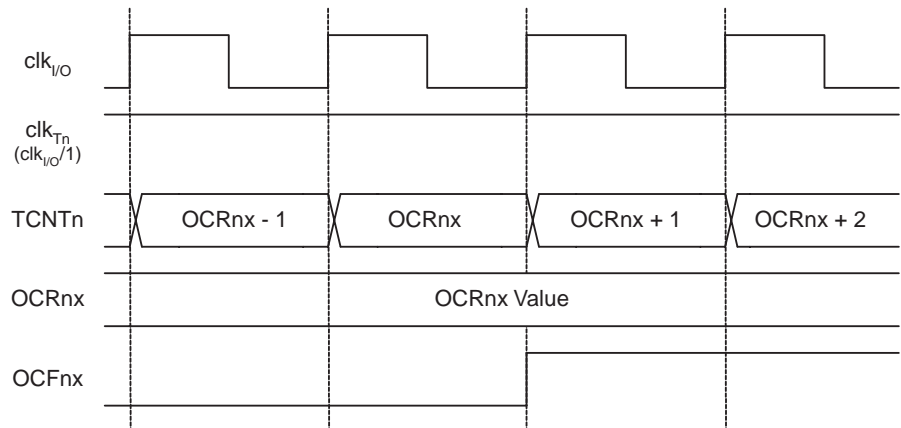 clkI/O
clkTn
(clkI/O/1)
TCNTn OCRnx - 1 OCRnx OCRnx + 1 OCRnx + 2
OCRnx OCRnx Value
OCFnx